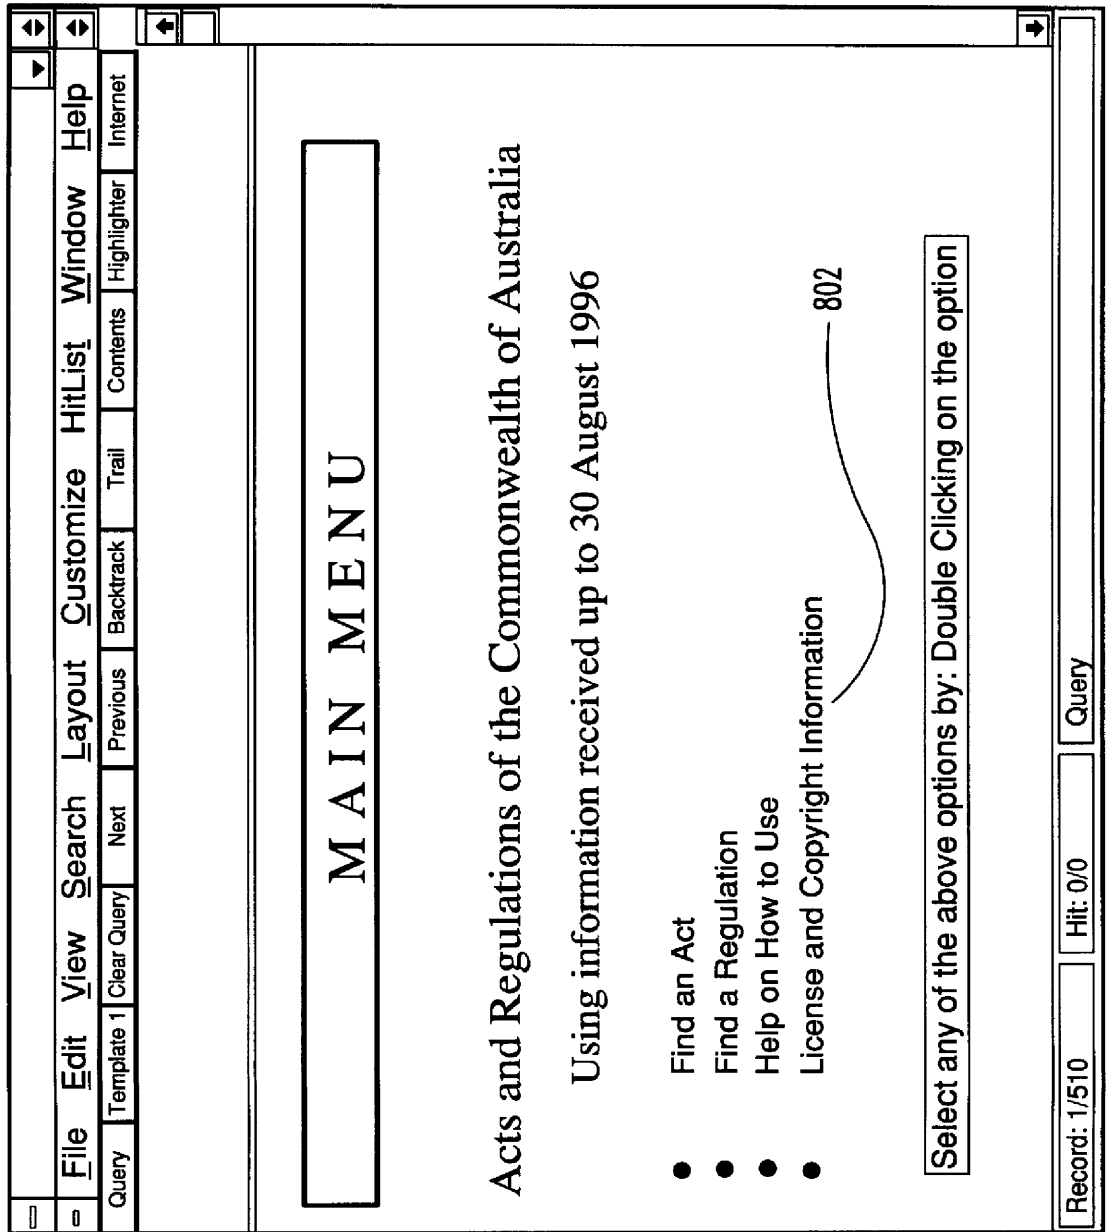 File Edit View Search Layout Customize HitList Window Help
Query Template 1 Clear Query Next Previous Backtrack Trail Contents Highlighter Internet
MAIN MENU
Acts and Regulations of the Commonwealth of Australia
Using information received up to 30 August 1996
● Find an Act
● Find a Regulation
● Help on How to Use
● License and Copyright Information
802
Select any of the above options by: Double Clicking on the option
Record: 1/510 Hit: 0/0 Query